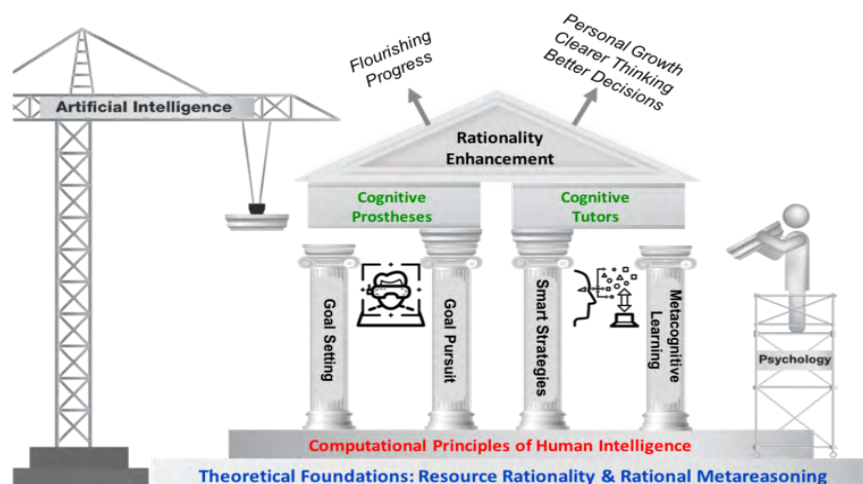 Flourishing
Progress
Personal Growth
Clearer Thinking
Better Decisions
Artificial Intelligence
Rationality
Enhancement
Cognitive
Prostheses
Cognitive
Tutors
Goal Setting
Goal Pursuit
Smart Strategies
Metacognitive
Learning
Psychology
Computational Principles of Human Intelligence
Theoretical Foundations: Resource Rationality & Rational Metareasoning